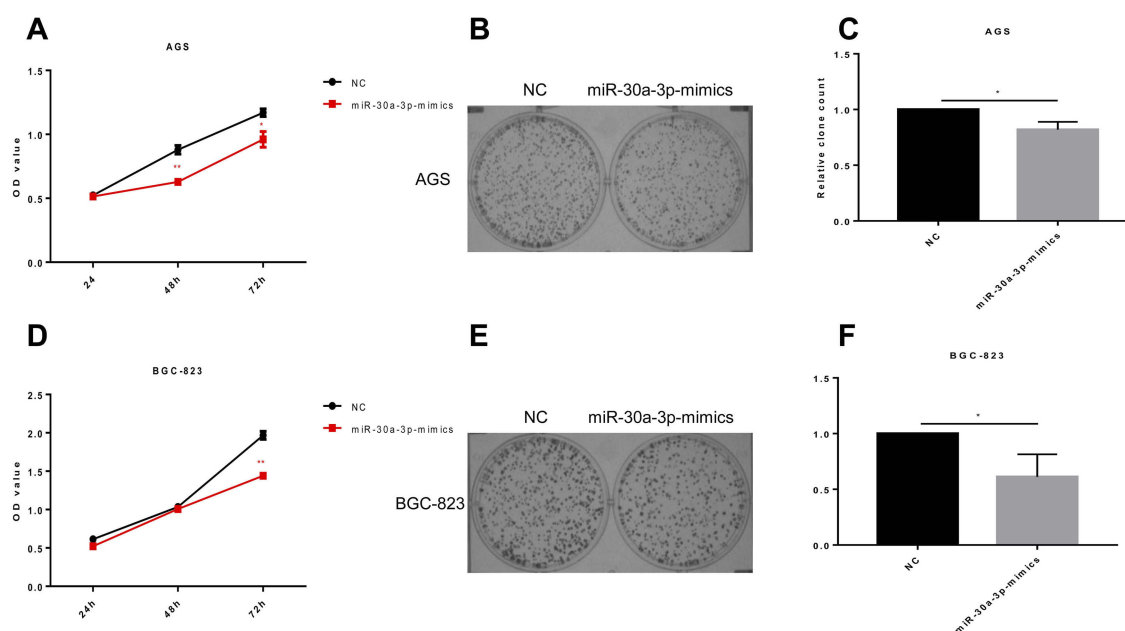 A
AGS
1.5
1.0
0.5
0.0
OD value
24
48h
72h
**
*
NC
miR-30a-3p-mimics
B
NC miR-30a-3p-mimics
AGS
C
AGS
1.5
1.0
0.5
0.0
Relative clone count
*
NC
miR-30a-3p-mimics
D
BGC-823
2.5
2.0
1.5
1.0
0.5
0.0
OD value
24h
48h
72h
**
NC
miR-30a-3p-mimics
E
NC miR-30a-3p-mimics
BGC-823
F
BGC-823
1.5
1.0
0.5
0.0
*
NC
miR-30a-3p-mimics